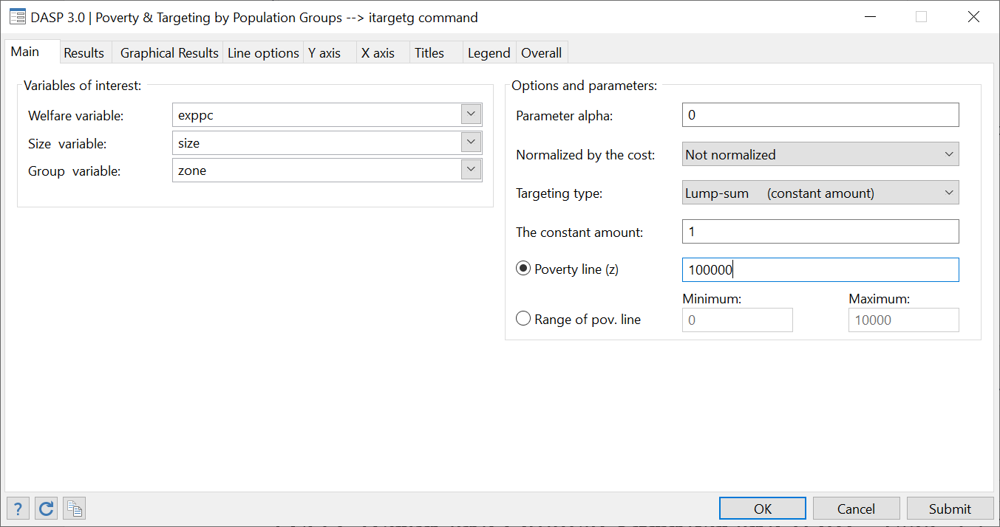 DASP 3.0 | Poverty & Targeting by Population Groups --> itargetg command
Main Results Graphical Results Line options Y axis X axis Titles Legend Overall
Variables of interest:
Welfare variable: exppc
Size variable: size
Group variable: zone
Options and parameters:
Parameter alpha: 0
Normalized by the cost: Not normalized
Targeting type: Lump-sum (constant amount)
The constant amount: 1
Poverty line (z) 100000
Minimum: Maximum:
Range of pov. line 0 10000
? OK Cancel Submit